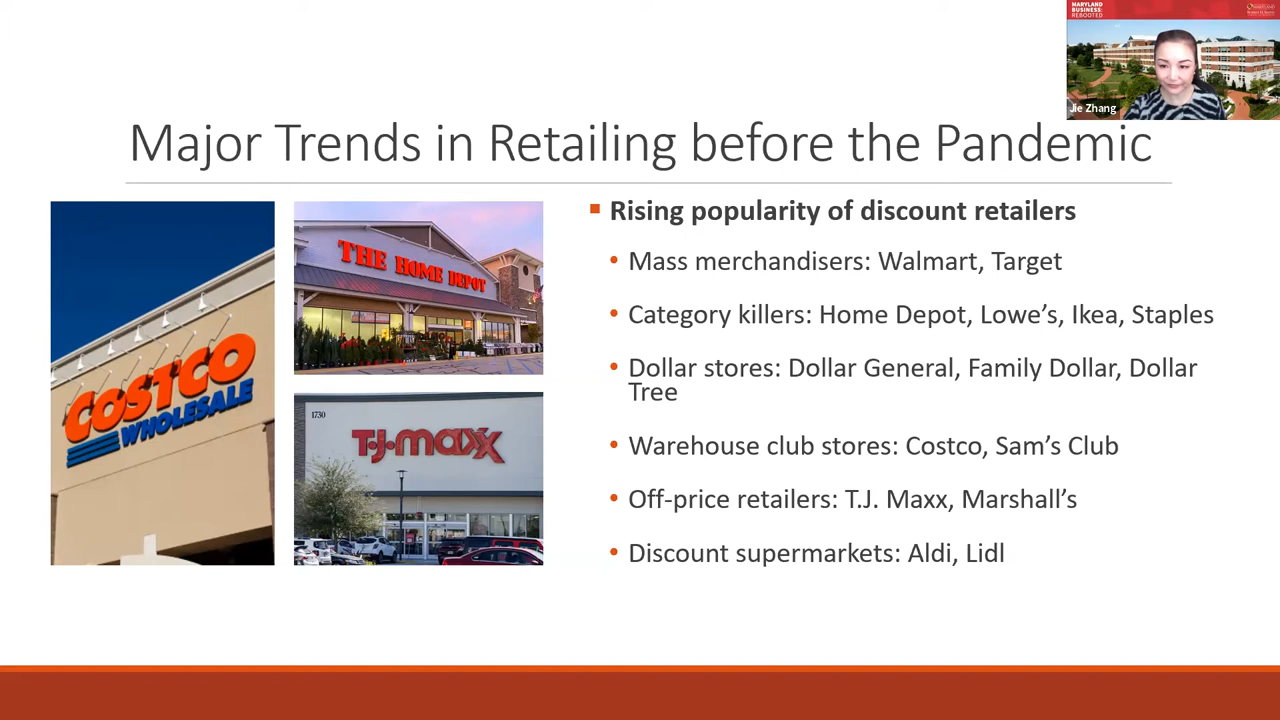 MARYLAND
BUSINESS:
REBOOTED
Jie Zhang
Major Trends in Retailing before the Pandemic
COSTCO
WHOLESALE
THE HOME DEPOT
1730
T·J·maxx
Rising popularity of discount retailers
Mass merchandisers: Walmart, Target
Category killers: Home Depot, Lowe’s, Ikea, Staples
Dollar stores: Dollar General, Family Dollar, Dollar
Tree
Warehouse club stores: Costco, Sam’s Club
Off-price retailers: T.J. Maxx, Marshall’s
Discount supermarkets: Aldi, Lidl